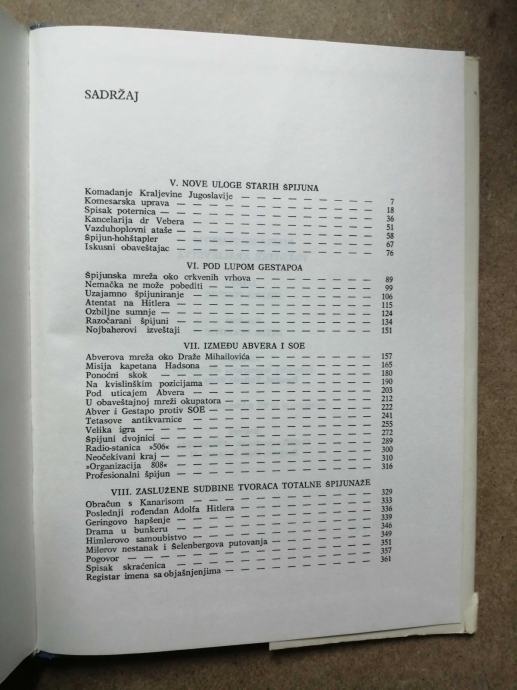 SADRŽAJ
V. NOVE ULOGE STARIH ŠPIJUNA
Komadanje Kraljevine Jugoslavije — — — — — — — 7
Komesarska uprava — — — — — — — — — — 18
Spisak poternica — — — — — — — — — — — 36
Kancelarija dr Vebera — — — — — — — — — 51
Vazduhoplovni ataše — — — — — — — — — — 58
Špijun-hohštapler — — — — — — — — — — — 67
Iskusni obaveštajac — — — — — — — — — — 76
VI. POD LUPOM GESTAPOA
Špijunska mreža oko crkvenih vrhova — — — — — — 89
Nemačka ne može pobediti — — — — — — — — 99
Uzajamno špijuniranje — — — — — — — — — 106
Atentat na Hitlera — — — — — — — — — — 115
Ozbiljne sumnje — — — — — — — — — — — 124
Razočarani špijuni — — — — — — — — — — 134
Nojbaherovi izveštaji — — — — — — — — — — 151
VII. IZMEĐU ABVERA I SOE
Abverova mreža oko Draže Mihailovića — — — — — — 157
Misija kapetana Hadsona — — — — — — — — — 165
Ponoćni skok — — — — — — — — — — — — 180
Na kvislinškim pozicijama — — — — — — — — 190
Pod uticajem Abvera — — — — — — — — — — 203
U obaveštajnoj mreži okupatora — — — — — — — 212
Abver i Gestapo protiv SOE — — — — — — — — 222
Tetasove antikvarnice — — — — — — — — — — 241
Velika igra — — — — — — — — — — — — 255
Špijuni dvojnici — — — — — — — — — — — 272
Radio-stanica »506« — — — — — — — — — — 289
Neočekivani kraj — — — — — — — — — — — 300
»Organizacija 808« — — — — — — — — — — 310
Profesionalni špijun — — — — — — — — — — 316
VIII. ZASLUŽENE SUDBINE TVORACA TOTALNE ŠPIJUNAŽE
Obračun s Kanarisom — — — — — — — — — — 329
Poslednji rođendan Adolfa Hitlera — — — — — — — 333
Geringovo hapšenje — — — — — — — — — — 336
Drama u bunkeru — — — — — — — — — — — 339
Himlerovo samoubistvo — — — — — — — — — 346
Milerov nestanak i Šelenbergova putovanja — — — — — 349
Pogovor — — — — — — — — — — — — — 351
Spisak skraćenica — — — — — — — — — — — 357
Registar imena sa objašnjenjima — — — — — — — 361